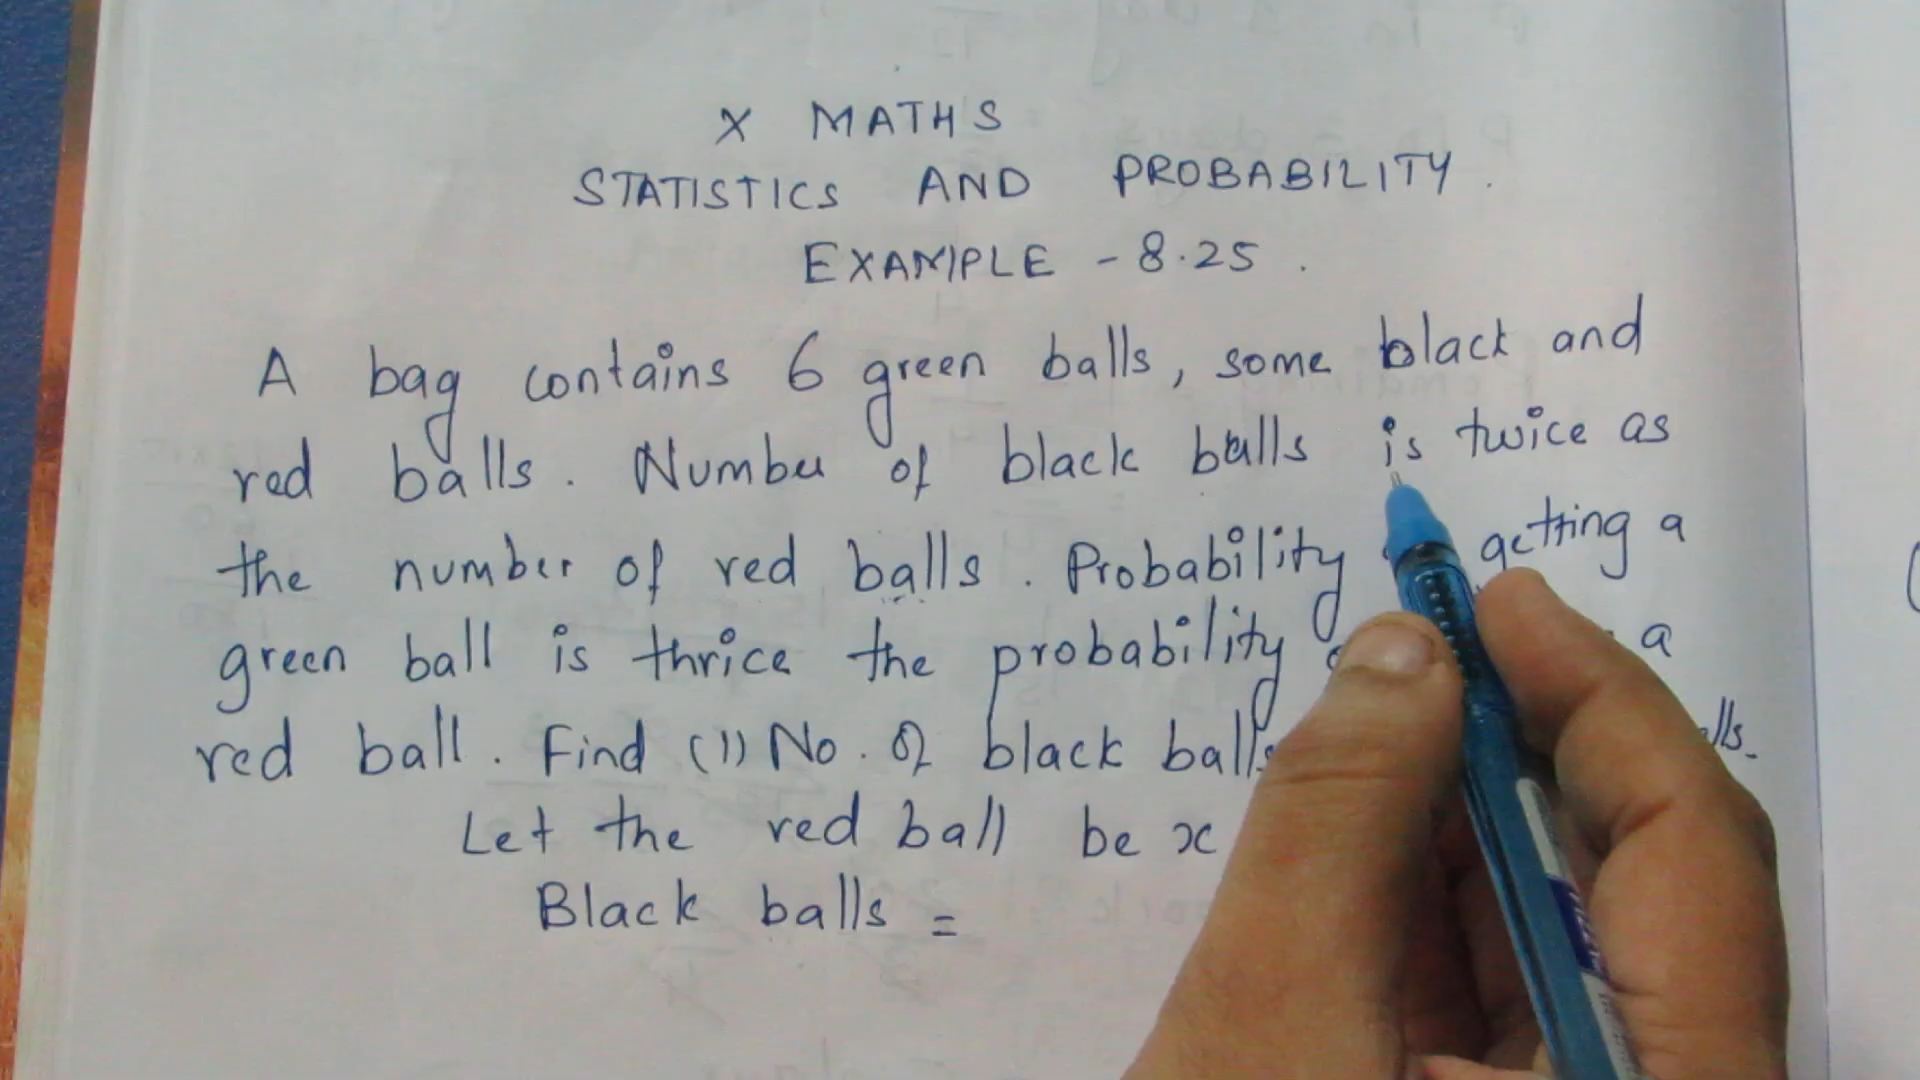 X MATHS
STATISTICS AND PROBABILITY.
EXAMPLE - 8.25.
A bag contains 6 green balls, some black and
red balls. Number of black balls is twice as
the number of red balls. Probability getting a
green ball is thrice the probability a
red ball. Find (1) No. of black balls
Let the red ball be x
Black balls =